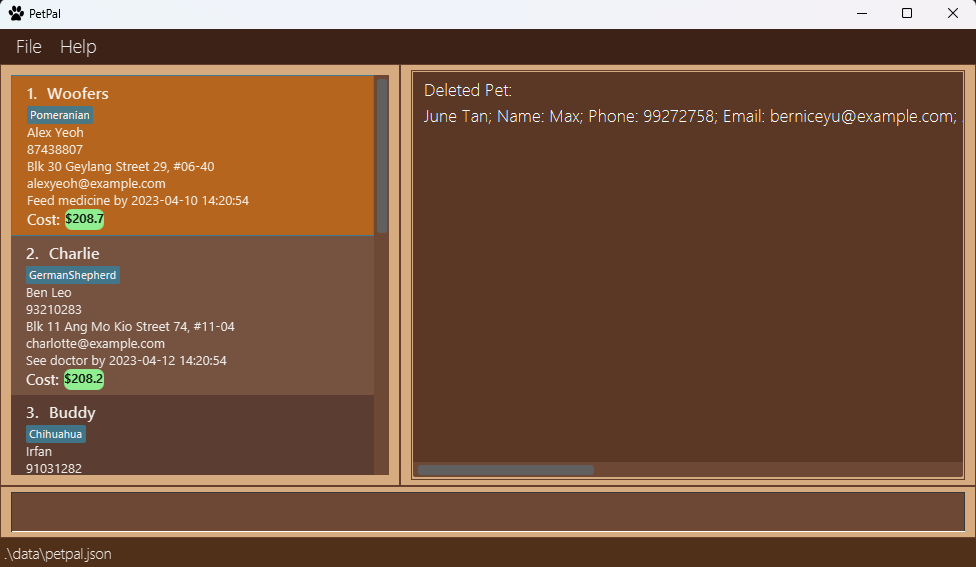 PetPal
File Help
1. Woofers
Pomeranian
Alex Yeoh
87438807
Blk 30 Geylang Street 29, #06-40
alexyeoh@example.com
Feed medicine by 2023-04-10 14:20:54
Cost: $208.7
2. Charlie
GermanShepherd
Ben Leo
93210283
Blk 11 Ang Mo Kio Street 74, #11-04
charlotte@example.com
See doctor by 2023-04-12 14:20:54
Cost: $208.2
3. Buddy
Chihuahua
Irfan
91031282
Deleted Pet:
June Tan; Name: Max; Phone: 99272758; Email: berniceyu@example.com;
.\data\petpal.json